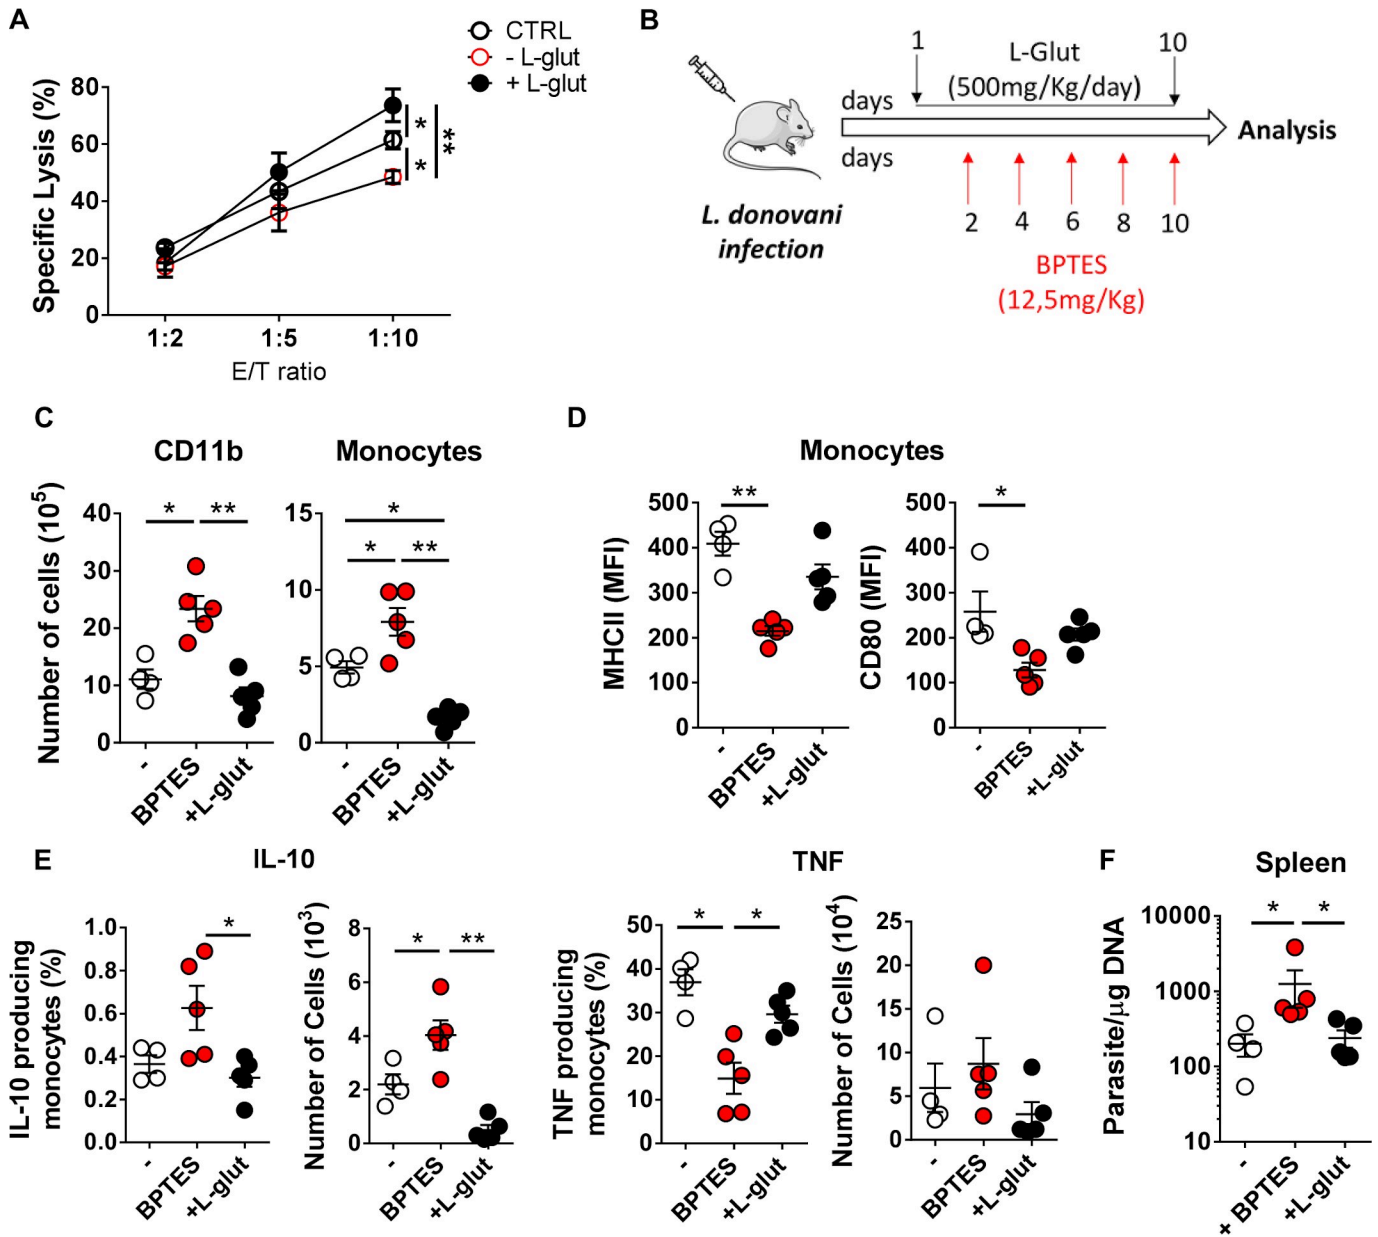 A
CTRL
- L-glut
+ L-glut
Specific Lysis (%)
80
60
40
20
0
*
*
**
1:2
1:5
1:10
E/T ratio
B
1
L-Glut
10
(500mg/Kg/day)
days
days
Analysis
L. donovani
infection
2
4
6
8
10
BPTES
(12,5mg/Kg)
C
CD11b
Monocytes
Number of cells (10⁵)
40
30
20
10
0
*
**
-
BPTES
+L-glut
15
10
5
0
*
*
**
-
BPTES
+L-glut
D
Monocytes
MHCII (MFI)
500
400
300
200
100
0
**
-
BPTES
+L-glut
CD80 (MFI)
500
400
300
200
100
0
*
-
BPTES
+L-glut
E
IL-10
IL-10 producing
monocytes (%)
1.0
0.8
0.6
0.4
0.2
0.0
*
-
BPTES
+L-glut
Number of Cells (10³)
8
6
4
2
0
*
**
-
BPTES
+L-glut
TNF
TNF producing
monocytes (%)
50
40
30
20
10
0
*
*
-
BPTES
+L-glut
Number of Cells (10⁴)
25
20
15
10
5
0
-
BPTES
+L-glut
F
Spleen
Parasite/µg DNA
10000
1000
100
10
*
*
-
+ BPTES
+L-glut